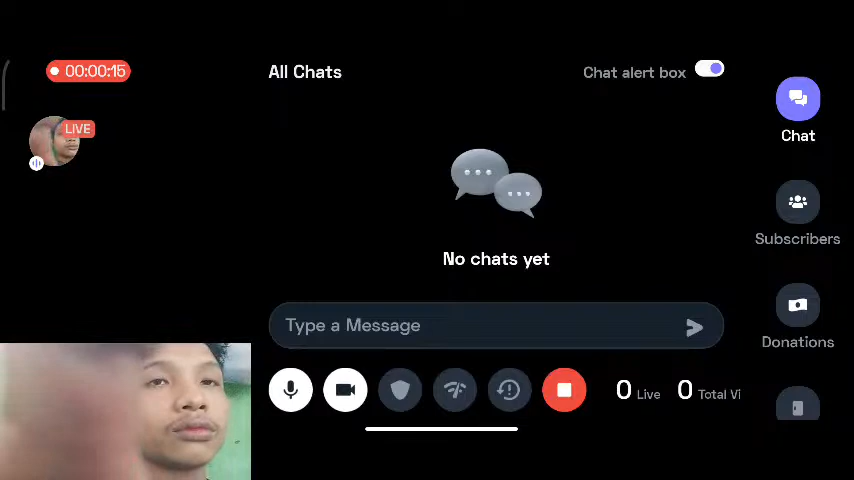 00:00:15
All Chats
Chat alert box
LIVE
Chat
Subscribers
No chats yet
Type a Message
Donations
0 Live
0 Total Vi